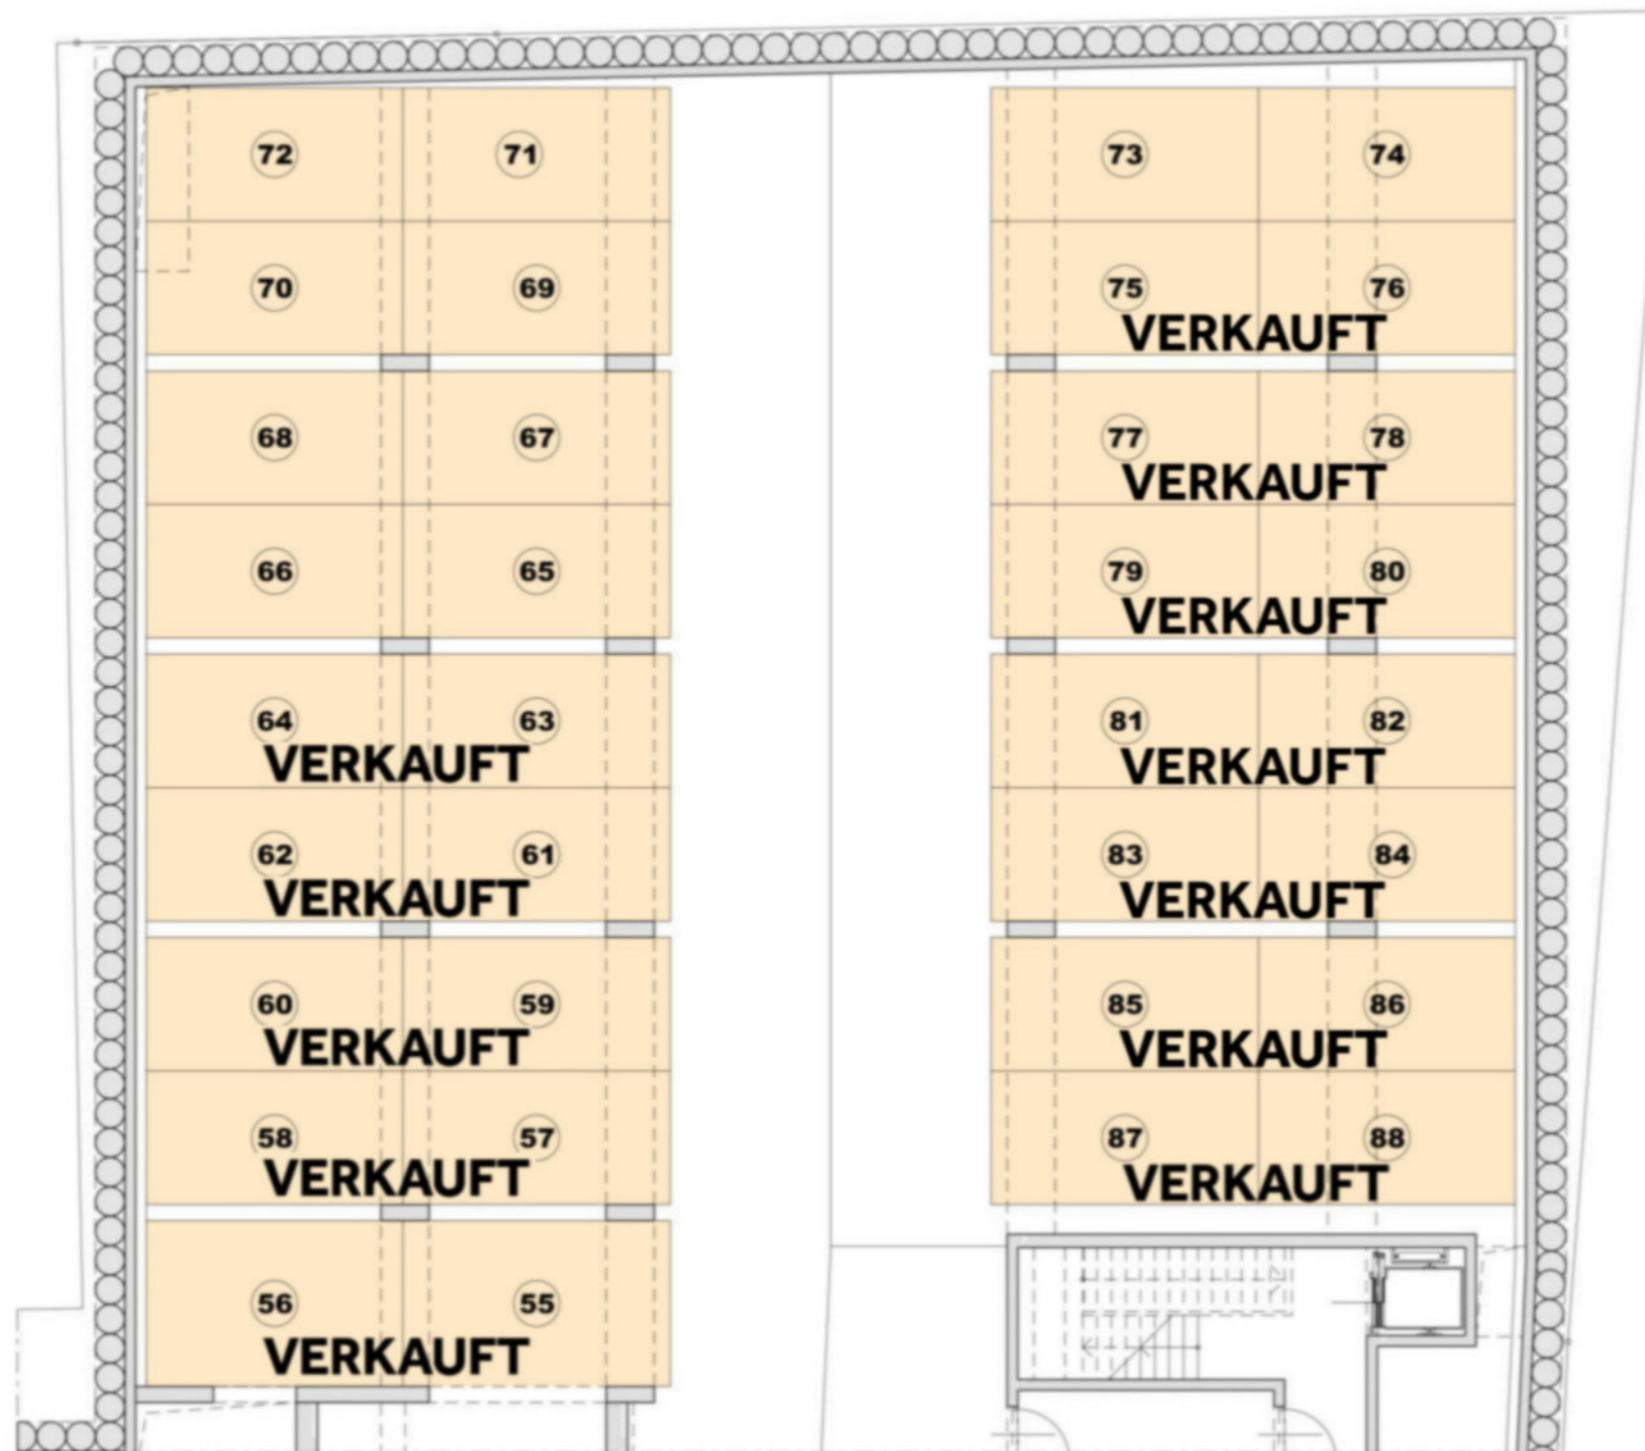 72 71 73 74
70 69 75 76
VERKAUFT
68 67 77 78
VERKAUFT
66 65 79 80
VERKAUFT
64 63 81 82
VERKAUFT VERKAUFT
62 61 83 84
VERKAUFT VERKAUFT
60 59 85 86
VERKAUFT VERKAUFT
58 57 87 88
VERKAUFT VERKAUFT
56 55
VERKAUFT